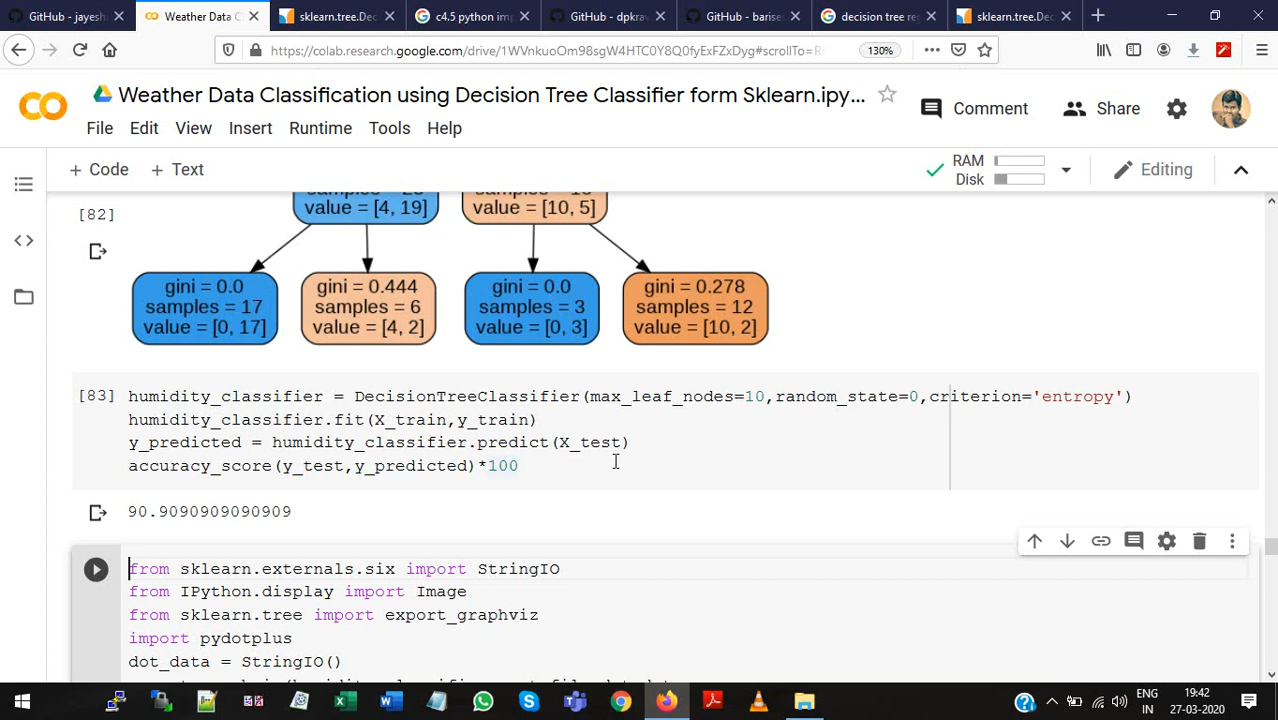 GitHub - jayesh
Weather Data C
sklearn.tree.Dec
c4.5 python imp
GitHub - dpkrav
GitHub - barises
decision tree reg
sklearn.tree.Dec
https://colab.research.google.com/drive/1WVnkuoOm98sgW4HTC0Y8Q0fyExFZxDyg#scrollTo=R
130%
CO
Weather Data Classification using Decision Tree Classifier form Sklearn.ipy...
File Edit View Insert Runtime Tools Help
Comment
Share
+ Code + Text
RAM
Disk
Editing
[82]
value = [4, 19]
value = [10, 5]
gini = 0.0
samples = 17
value = [0, 17]
gini = 0.444
samples = 6
value = [4, 2]
gini = 0.0
samples = 3
value = [0, 3]
gini = 0.278
samples = 12
value = [10, 2]
[83]
humidity_classifier = DecisionTreeClassifier(max_leaf_nodes=10,random_state=0,criterion='entropy')
humidity_classifier.fit(X_train,y_train)
y_predicted = humidity_classifier.predict(X_test)
accuracy_score(y_test,y_predicted)*100
90.9090909090909
from sklearn.externals.six import StringIO
from IPython.display import Image
from sklearn.tree import export_graphviz
import pydotplus
dot_data = StringIO()
ENG
IN
19:42
27-03-2020